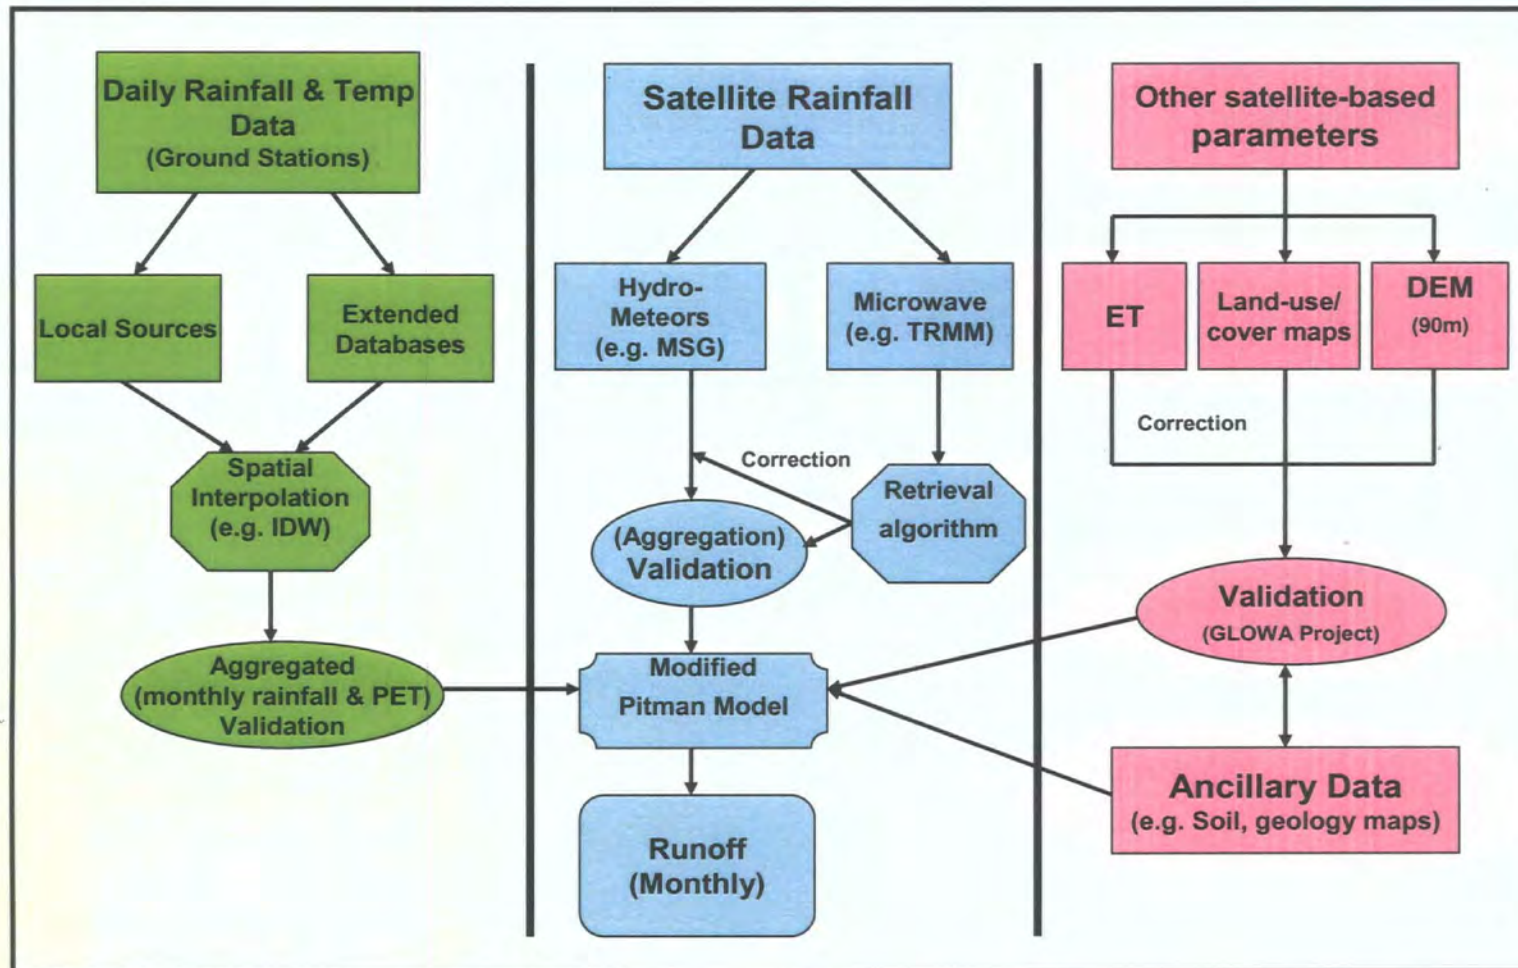 Daily Rainfall & Temp
Data
(Ground Stations)
Local Sources
Extended
Databases
Spatial
Interpolation
(e.g. IDW)
Aggregated
(monthly rainfall & PET)
Validation
Satellite Rainfall
Data
Hydro-
Meteors
(e.g. MSG)
Microwave
(e.g. TRMM)
Correction
Retrieval
algorithm
(Aggregation)
Validation
Modified
Pitman Model
Runoff
(Monthly)
Other satellite-based
parameters
ET
Land-use/
cover maps
DEM
(90m)
Correction
Validation
(GLOWA Project)
Ancillary Data
(e.g. Soil, geology maps)